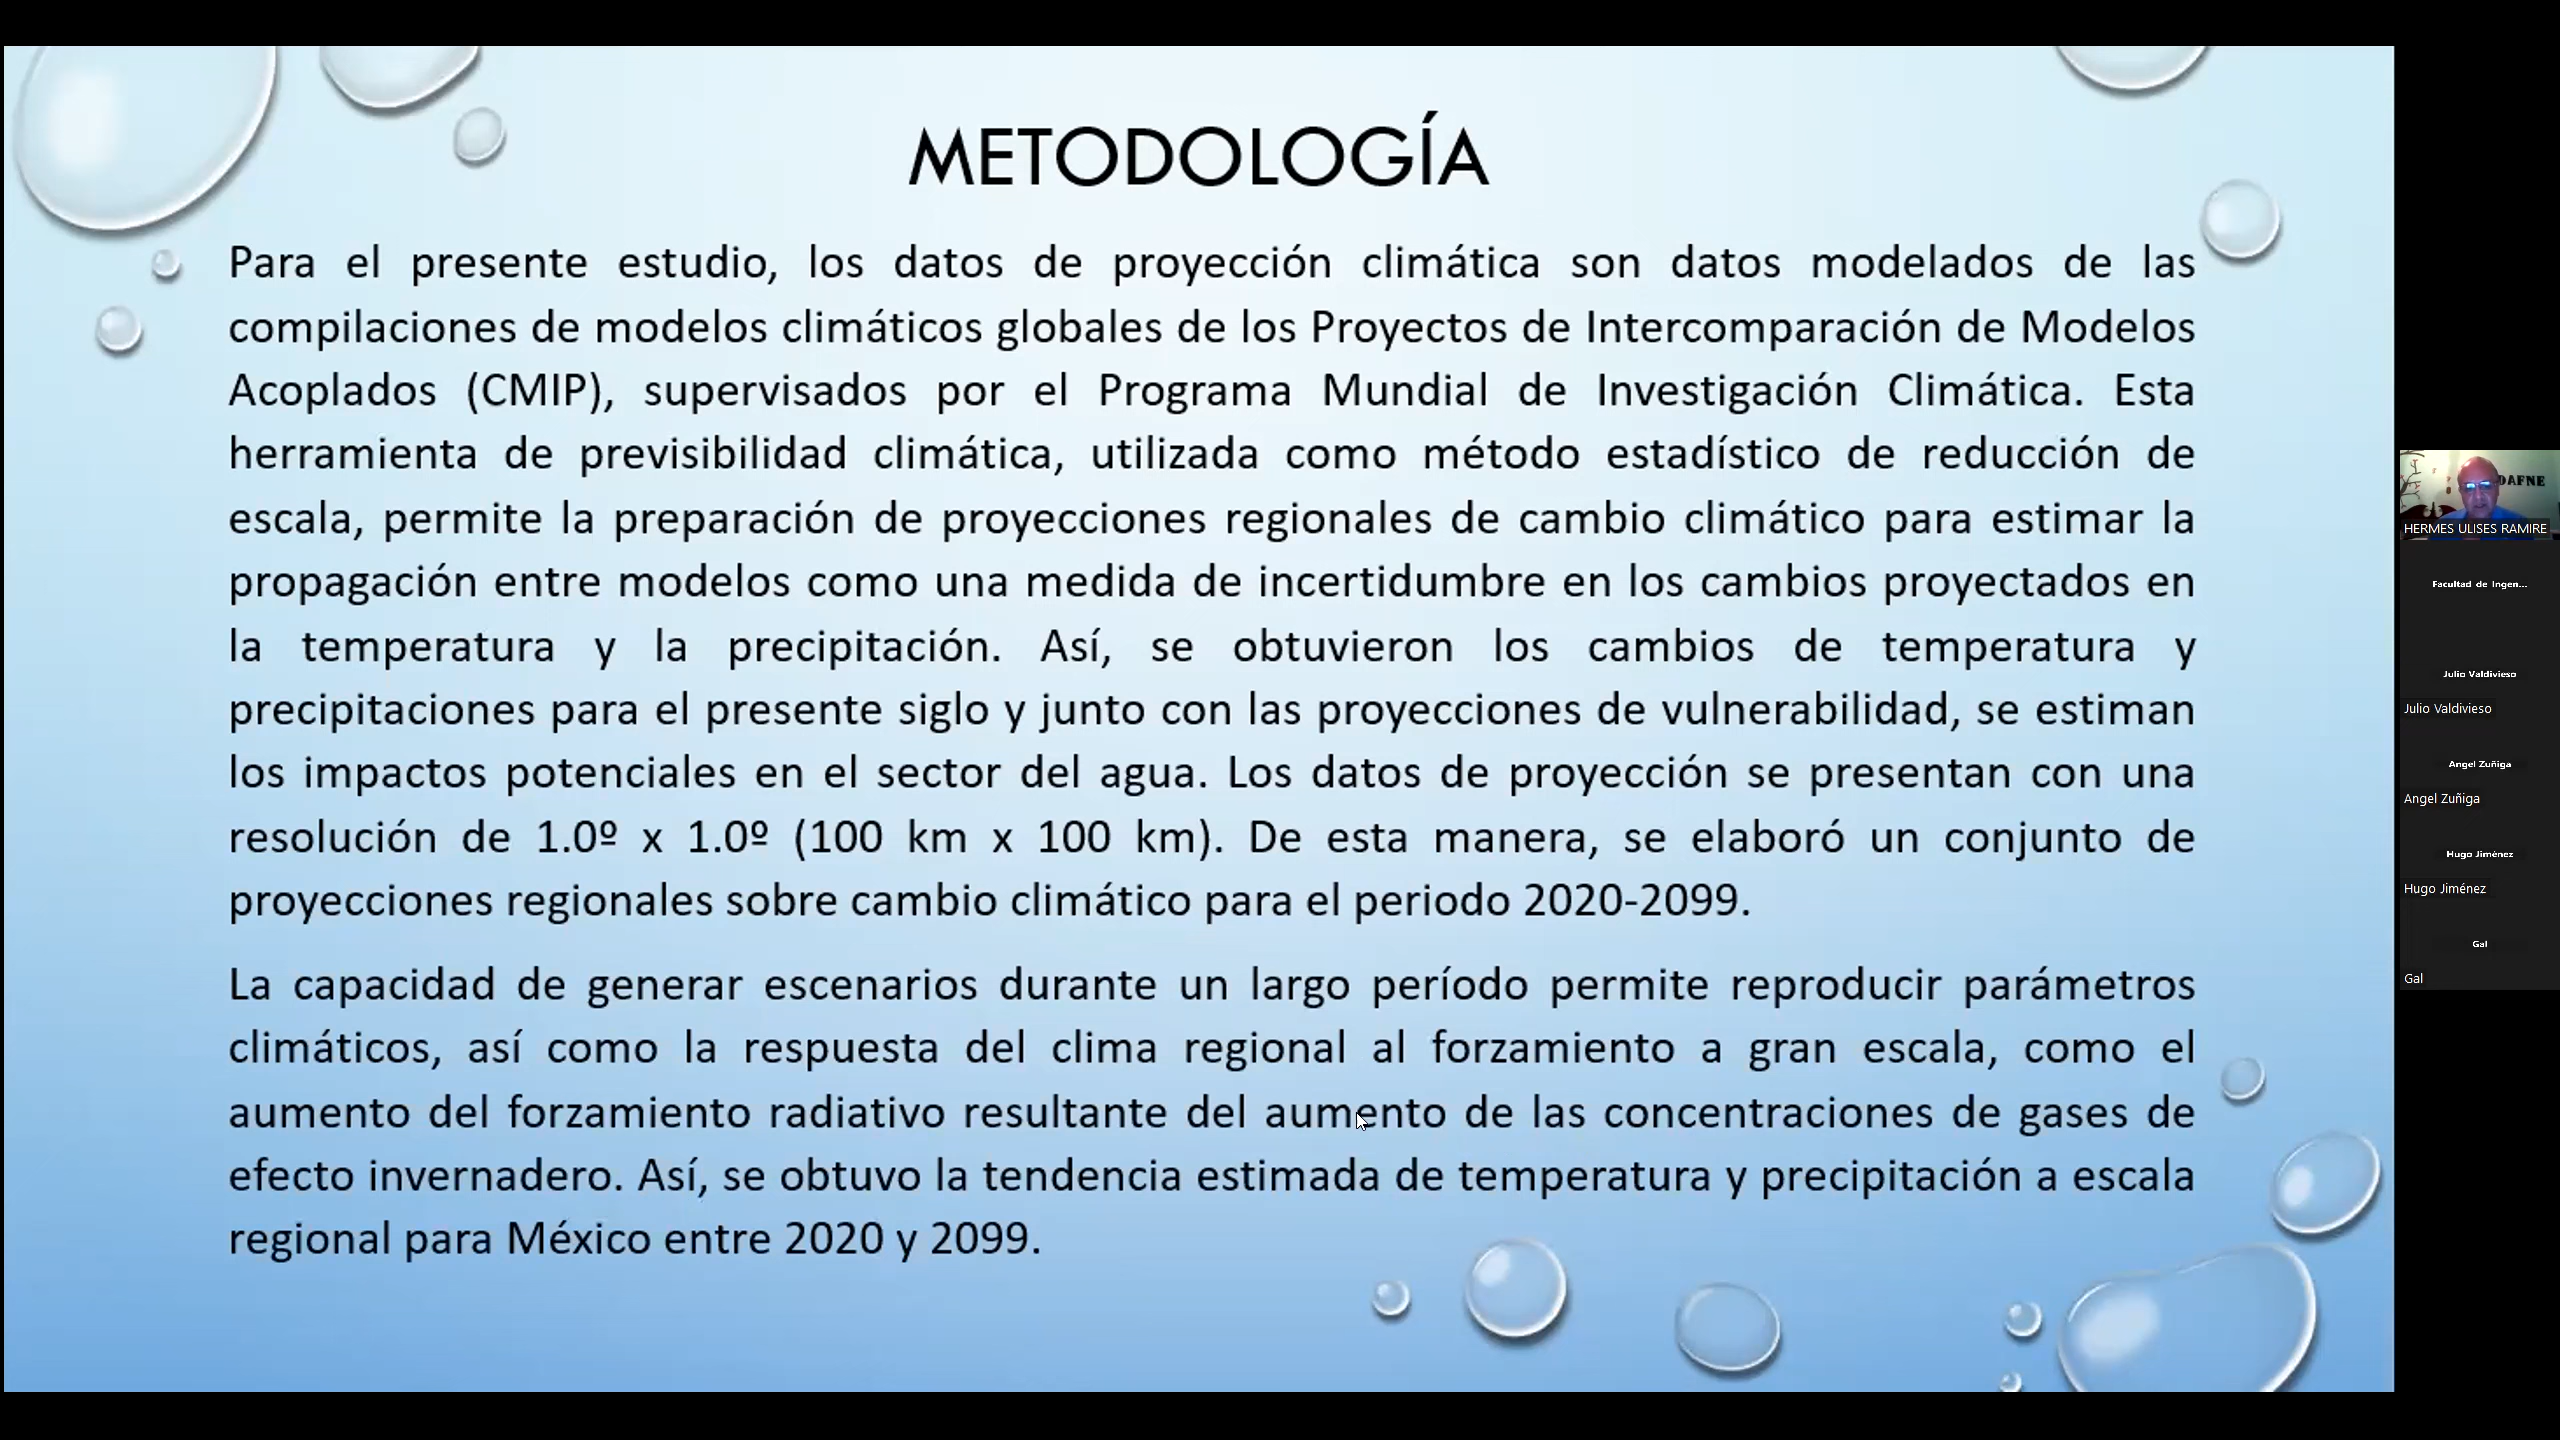 METODOLOGÍA
Para el presente estudio, los datos de proyección climática son datos modelados de las
compilaciones de modelos climáticos globales de los Proyectos de Intercomparación de Modelos
Acoplados (CMIP), supervisados por el Programa Mundial de Investigación Climática. Esta
herramienta de previsibilidad climática, utilizada como método estadístico de reducción de
escala, permite la preparación de proyecciones regionales de cambio climático para estimar la
propagación entre modelos como una medida de incertidumbre en los cambios proyectados en
la temperatura y la precipitación. Así, se obtuvieron los cambios de temperatura y
precipitaciones para el presente siglo y junto con las proyecciones de vulnerabilidad, se estiman
los impactos potenciales en el sector del agua. Los datos de proyección se presentan con una
resolución de 1.0º x 1.0º (100 km x 100 km). De esta manera, se elaboró un conjunto de
proyecciones regionales sobre cambio climático para el periodo 2020-2099.
La capacidad de generar escenarios durante un largo período permite reproducir parámetros
climáticos, así como la respuesta del clima regional al forzamiento a gran escala, como el
aumento del forzamiento radiativo resultante del aumento de las concentraciones de gases de
efecto invernadero. Así, se obtuvo la tendencia estimada de temperatura y precipitación a escala
regional para México entre 2020 y 2099.
DAFNE
HERMES ULISES RAMIRE
Facultad de Ingen...
Julio Valdivieso
Julio Valdivieso
Angel Zuñiga
Angel Zuñiga
Hugo Jiménez
Hugo Jiménez
Gal
Gal